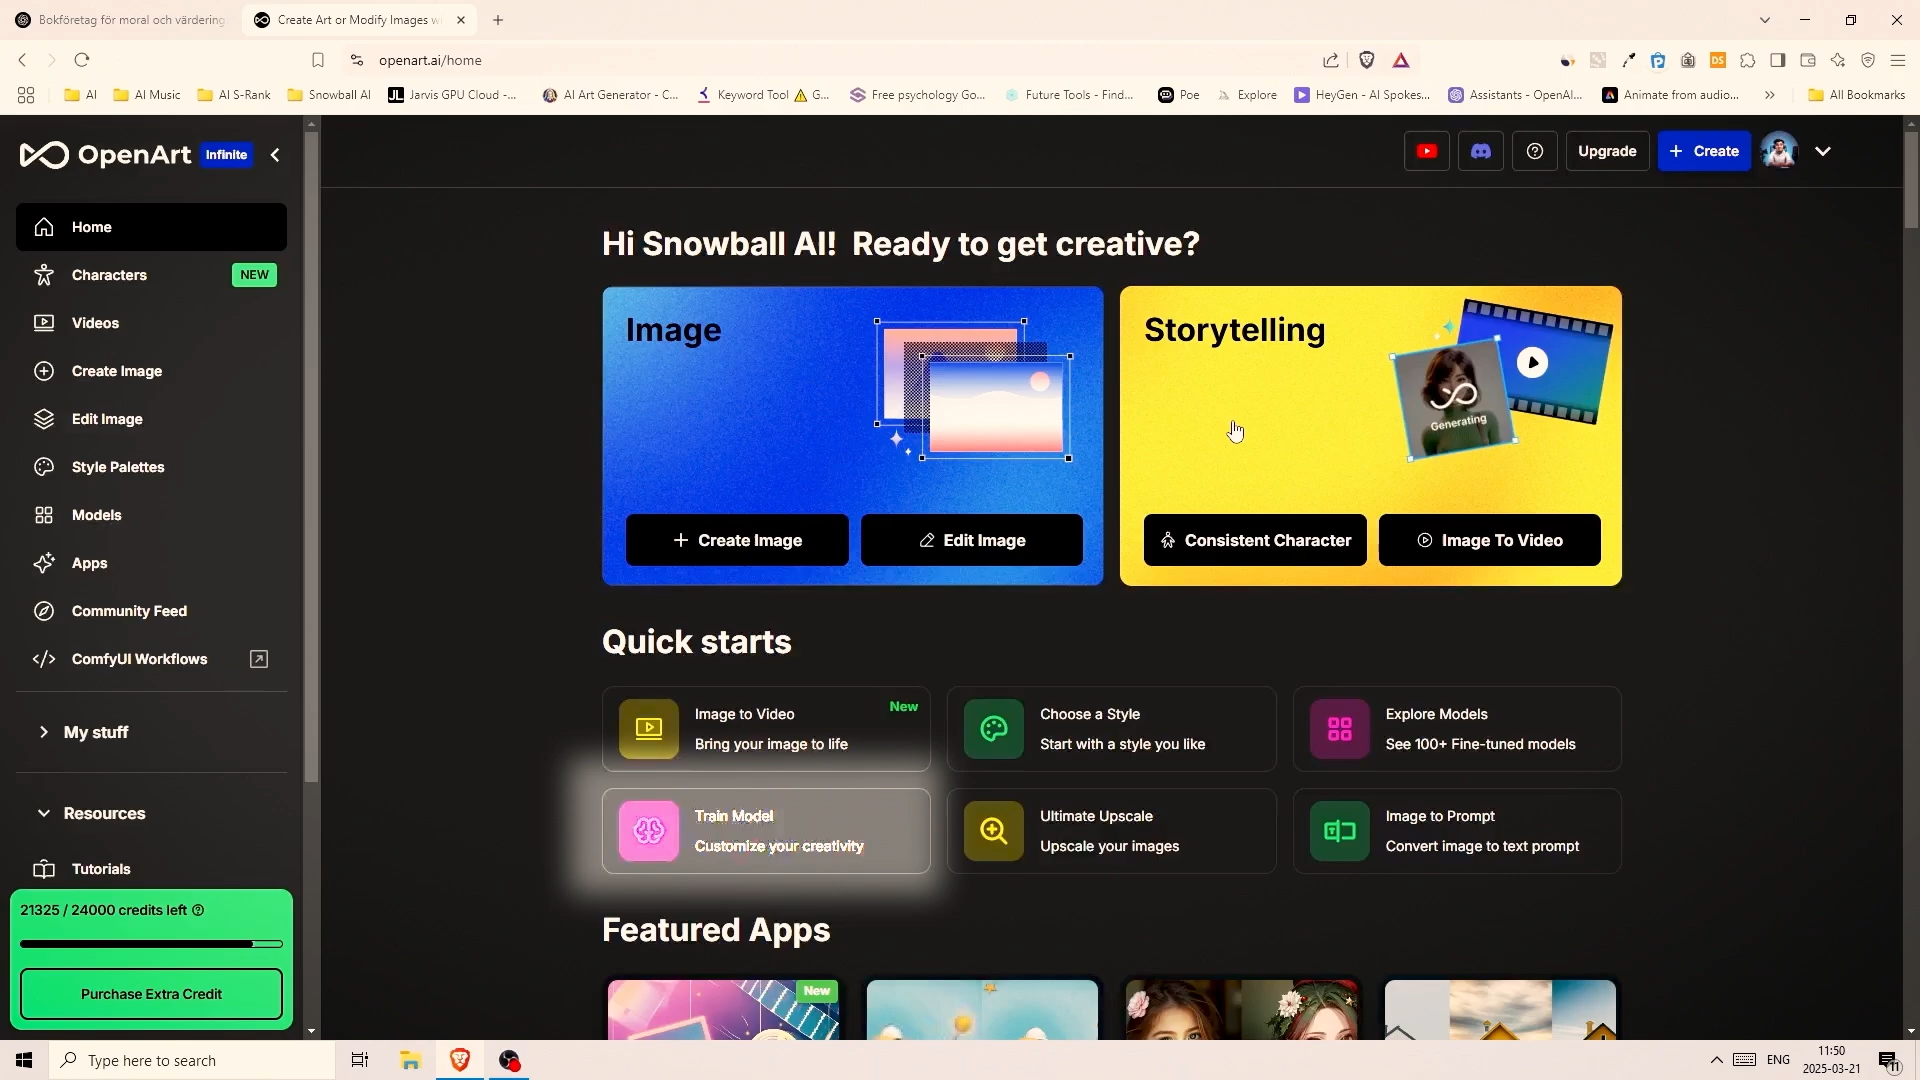 Bokföretag för moral och värdering
Create Art or Modify Images w
openart.ai/home
AI
AI Music
AI S-Rank
Snowball AI
Jarvis GPU Cloud -...
AI Art Generator - C...
Keyword Tool ⚠ G...
Free psychology Go...
Future Tools - Find...
Poe
Explore
HeyGen - AI Spokes...
Assistants - OpenAI...
Animate from audio...
All Bookmarks
OpenArt
Infinite
Upgrade
+ Create
Home
Characters
NEW
Videos
Create Image
Edit Image
Style Palettes
Models
Apps
Community Feed
ComfyUI Workflows
My stuff
Resources
Tutorials
21325 / 24000 credits left
Purchase Extra Credit
Hi Snowball AI! Ready to get creative?
Image
Create Image
Edit Image
Storytelling
Generating
Consistent Character
Image To Video
Quick starts
Image to Video
New
Bring your image to life
Choose a Style
Start with a style you like
Explore Models
See 100+ Fine-tuned models
Train Model
Customize your creativity
Ultimate Upscale
Upscale your images
Image to Prompt
Convert image to text prompt
Featured Apps
New
Type here to search
ENG
11:50
2025-03-21